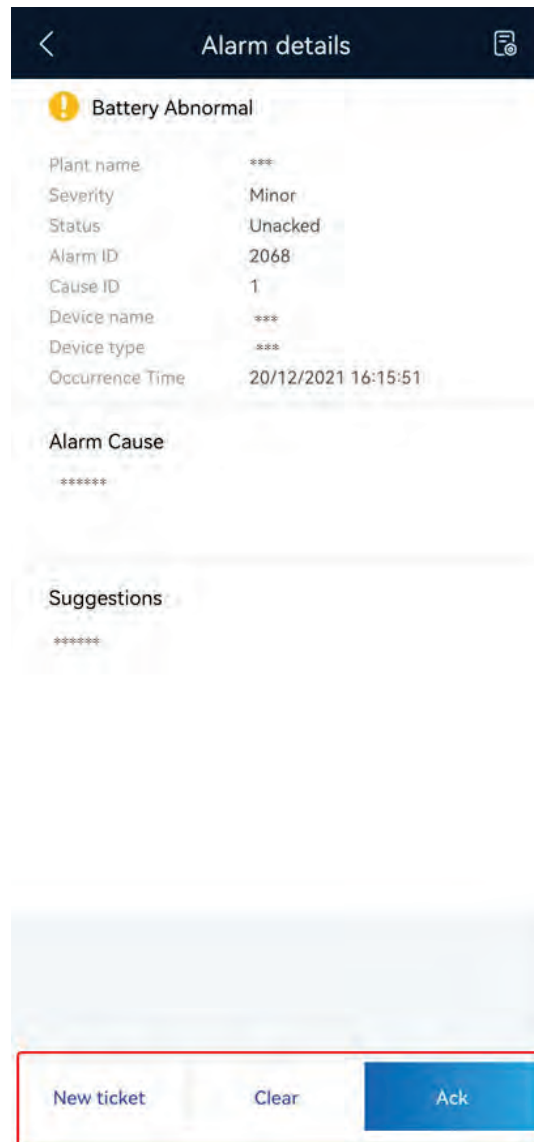 Alarm details
Battery Abnormal
Plant name ***
Severity Minor
Status Unacked
Alarm ID 2068
Cause ID 1
Device name ***
Device type ***
Occurrence Time 20/12/2021 16:15:51
Alarm Cause
******
Suggestions
******
New ticket Clear Ack